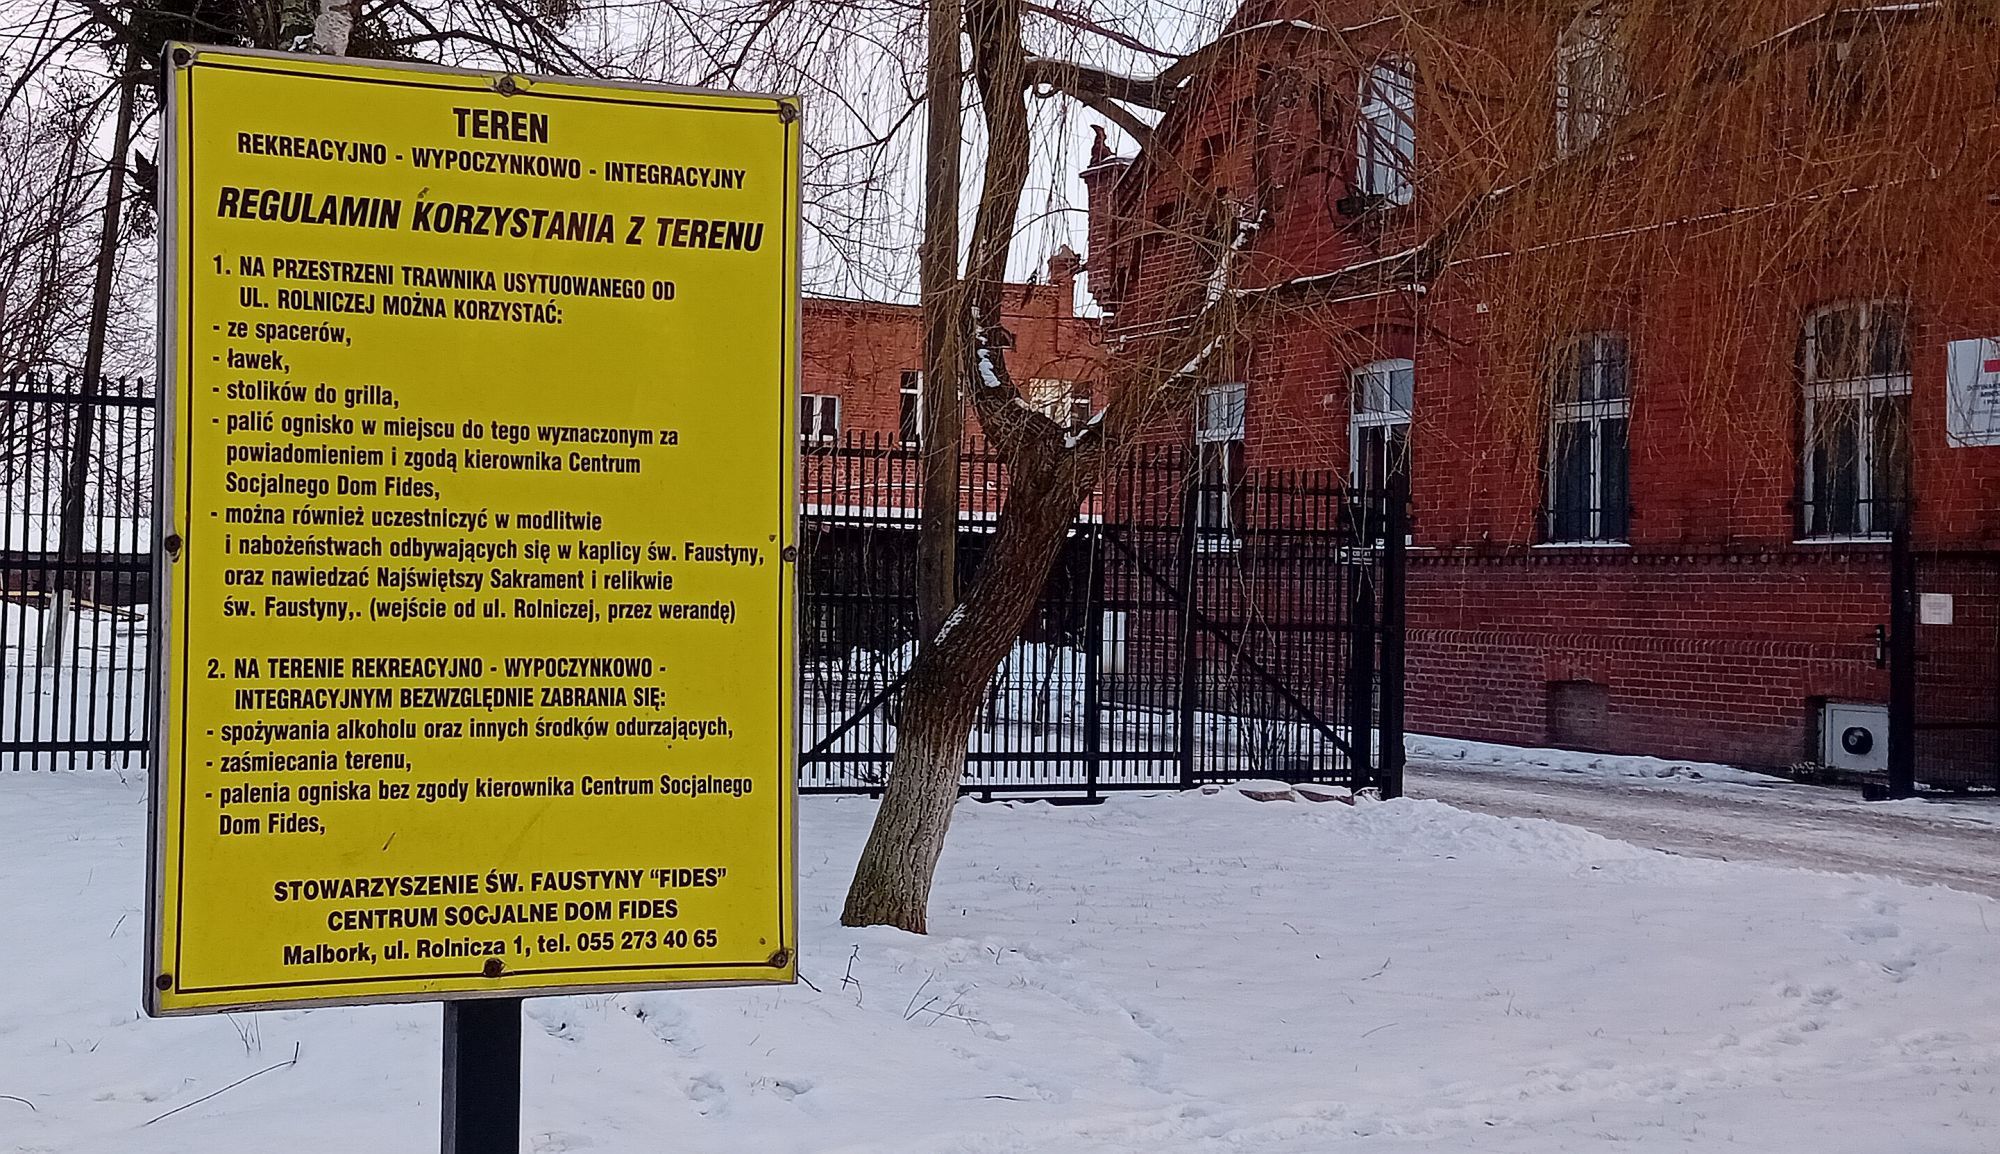 TEREN
REKREACYJNO - WYPOCZYNKOWO - INTEGRACYJNY
REGULAMIN KORZYSTANIA Z TERENU
1. NA PRZESTRZENI TRAWNIKA USYTUOWANEGO OD
UL. ROLNICZEJ MOŻNA KORZYSTAĆ:
- ze spacerów,
- ławek,
- stolików do grilla,
- palić ognisko w miejscu do tego wyznaczonym za
powiadomieniem i zgodą kierownika Centrum
Socjalnego Dom Fides,
- można również uczestniczyć w modlitwie
i nabożeństwach odbywających się w kaplicy św. Faustyny,
oraz nawiedzać Najświętszy Sakrament i relikwie
św. Faustyny,. (wejście od ul. Rolniczej, przez werandę)
2. NA TERENIE REKREACYJNO - WYPOCZYNKOWO -
INTEGRACYJNYM BEZWZGLĘDNIE ZABRANIA SIĘ:
- spożywania alkoholu oraz innych środków odurzających,
- zaśmiecania terenu,
- palenia ogniska bez zgody kierownika Centrum Socjalnego
Dom Fides,
STOWARZYSZENIE ŚW. FAUSTYNY “FIDES”
CENTRUM SOCJALNE DOM FIDES
Malbork, ul. Rolnicza 1, tel. 055 273 40 65